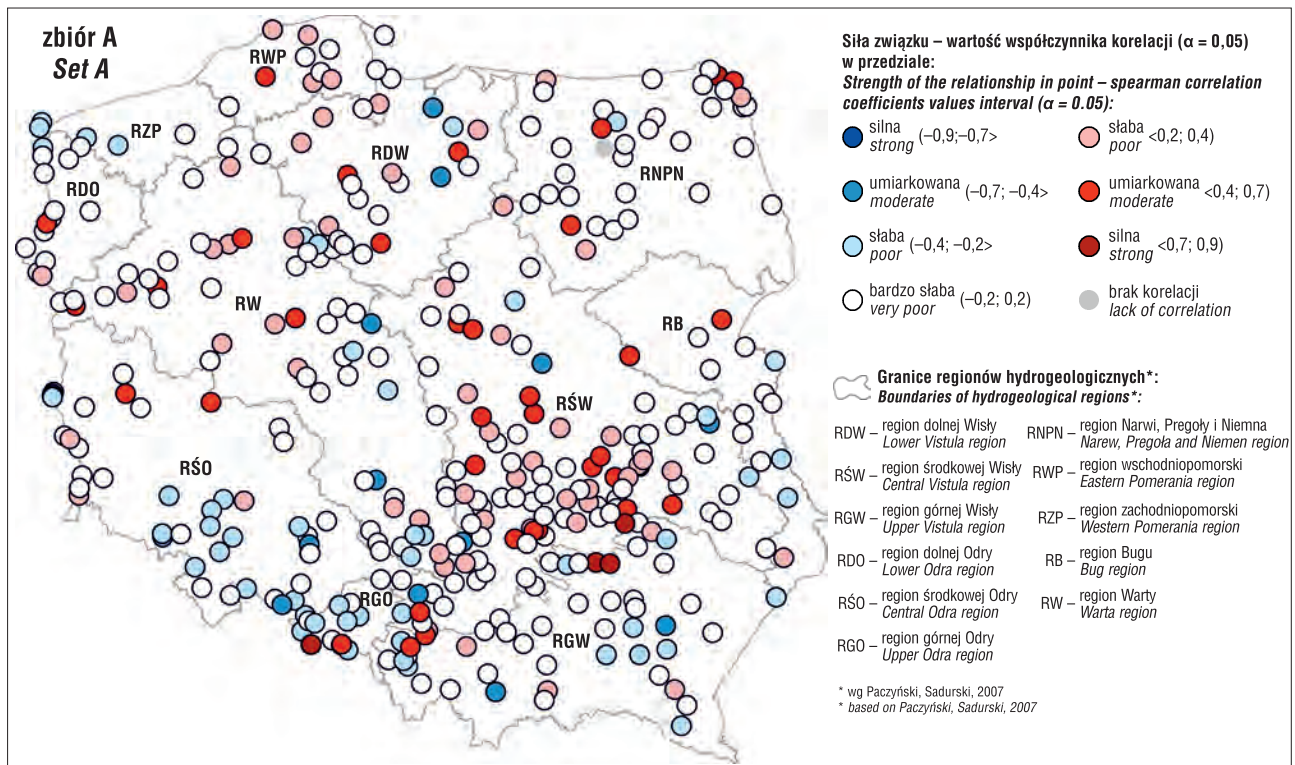 zbiór A
Set A
RWP
RZP
RDW
RDO
RNPN
RW
RB
RŚW
RŚO
RGO
RGW
Siła związku – wartość współczynnika korelacji (α = 0,05)
w przedziale:
Strength of the relationship in point – spearman correlation
coefficients values interval (α = 0.05):
silna
strong (–0,9;–0,7>
umiarkowana
moderate (–0,7; –0,4>
słaba
poor (–0,4; –0,2>
bardzo słaba
very poor (–0,2; 0,2)
słaba
poor <0,2; 0,4)
umiarkowana
moderate <0,4; 0,7)
silna
strong <0,7; 0,9)
brak korelacji
lack of correlation
Granice regionów hydrogeologicznych*:
Boundaries of hydrogeological regions*:
RDW – region dolnej Wisły
Lower Vistula region
RŚW – region środkowej Wisły
Central Vistula region
RGW – region górnej Wisły
Upper Vistula region
RDO – region dolnej Odry
Lower Odra region
RŚO – region środkowej Odry
Central Odra region
RGO – region górnej Odry
Upper Odra region
RNPN – region Narwi, Pregoły i Niemna
Narew, Pregoła and Niemen region
RWP – region wschodniopomorski
Eastern Pomerania region
RZP – region zachodniopomorski
Western Pomerania region
RB – region Bugu
Bug region
RW – region Warty
Warta region
* wg Paczyński, Sadurski, 2007
* based on Paczyński, Sadurski, 2007